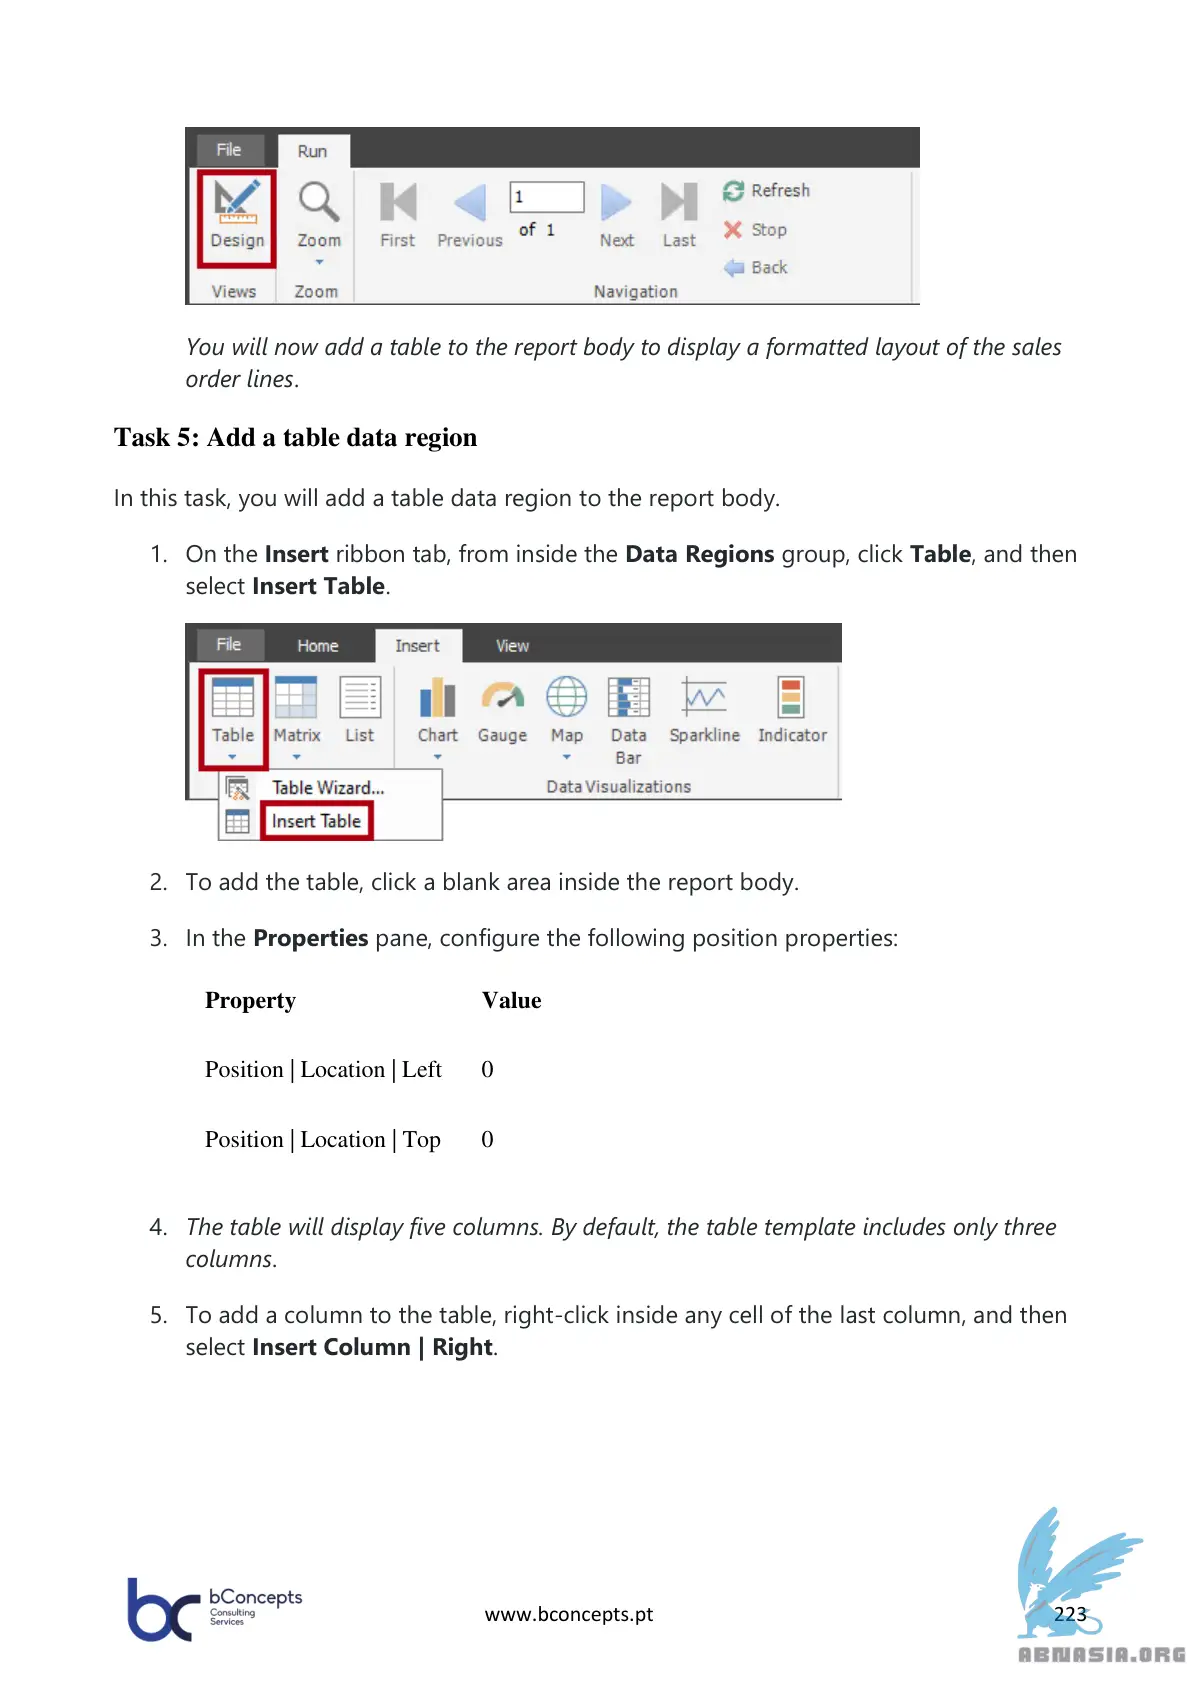 File Run
Design Zoom First Previous 1 of 1 Next Last Refresh
Stop
Back
Views Zoom Navigation
You will now add a table to the report body to display a formatted layout of the sales
order lines.
Task 5: Add a table data region
In this task, you will add a table data region to the report body.
1. On the Insert ribbon tab, from inside the Data Regions group, click Table, and then
select Insert Table.
File Home Insert View
Table Matrix List Chart Gauge Map Data Bar Sparkline Indicator
Data Visualizations
Table Wizard...
Insert Table
2. To add the table, click a blank area inside the report body.
3. In the Properties pane, configure the following position properties:
Property Value
Position | Location | Left 0
Position | Location | Top 0
4. The table will display five columns. By default, the table template includes only three
columns.
5. To add a column to the table, right-click inside any cell of the last column, and then
select Insert Column | Right.
bc bConcepts
Consulting
Services
www.bconcepts.pt
223
ABNASIA.ORG